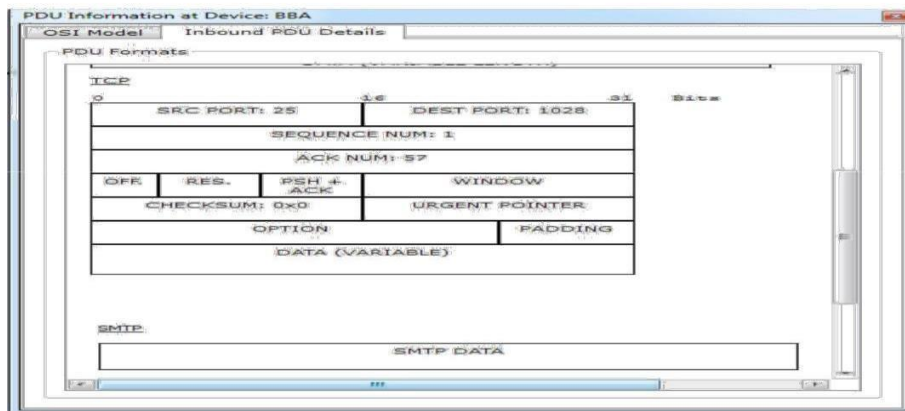 PDU Information at Device: BBA
OSI Model Inbound PDU Details
PDU Formats
TCP
0 16 31 Bits
SRC PORT: 25 DEST PORT: 1028
SEQUENCE NUM: 1
ACK NUM: 57
OFF. RES. PSH + ACK WINDOW
CHECKSUM: 0x0 URGENT POINTER
OPTION PADDING
DATA (VARIABLE)
SMTP
SMTP DATA